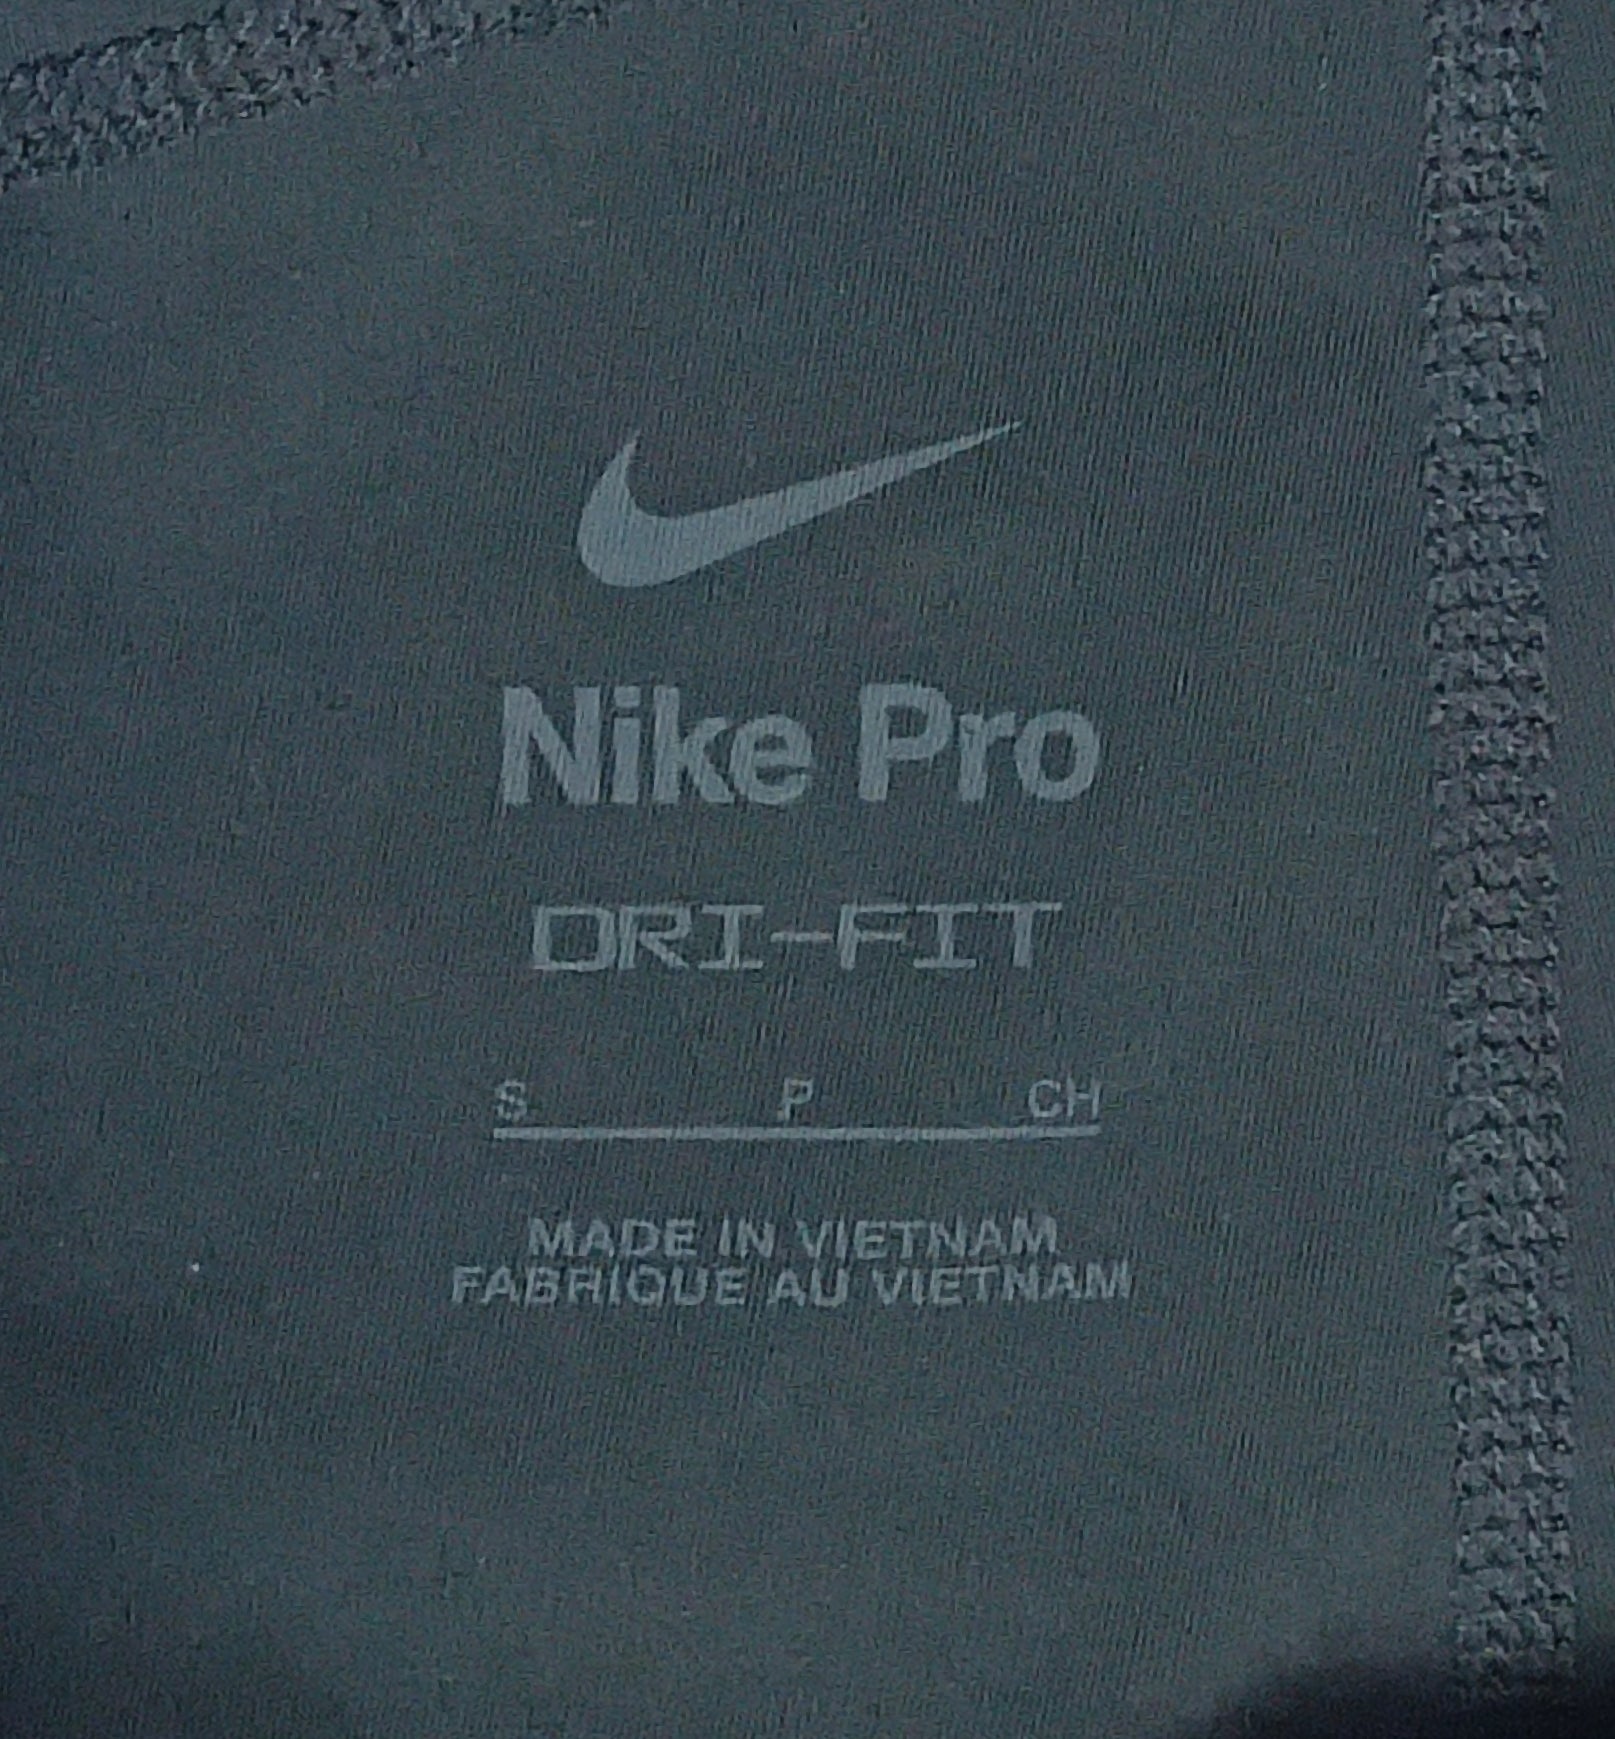 Nike Pro
DRI-FIT
S P CH
MADE IN VIETNAM
FABRIQUE AU VIETNAM